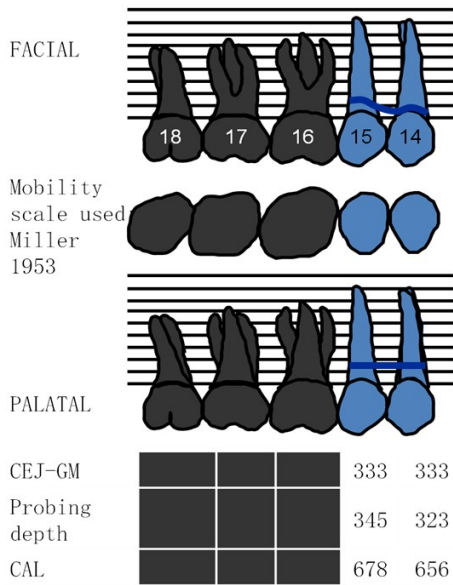 FACIAL
18 17 16 15 14
Mobility
scale used
Miller
1953
PALATAL
CEJ-GM 333 333
Probing
depth 345 323
CAL 678 656